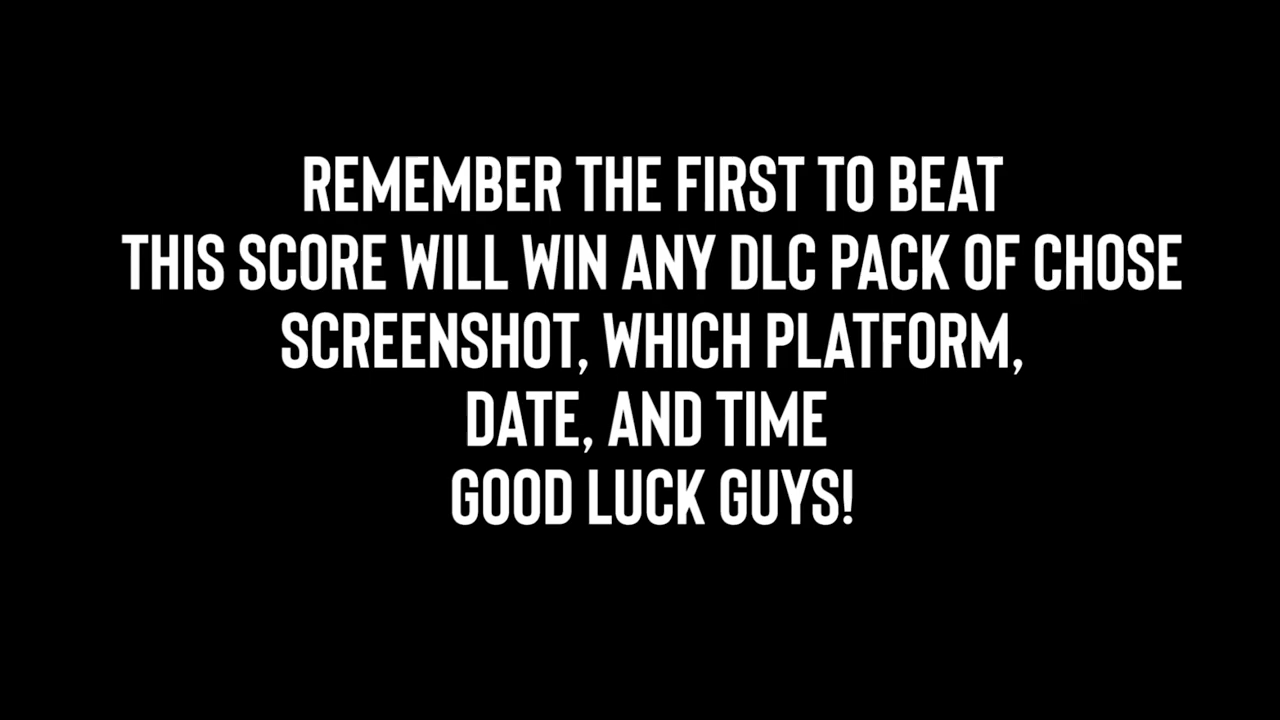 REMEMBER THE FIRST TO BEAT
THIS SCORE WILL WIN ANY DLC PACK OF CHOSE
SCREENSHOT, WHICH PLATFORM,
DATE, AND TIME
GOOD LUCK GUYS!